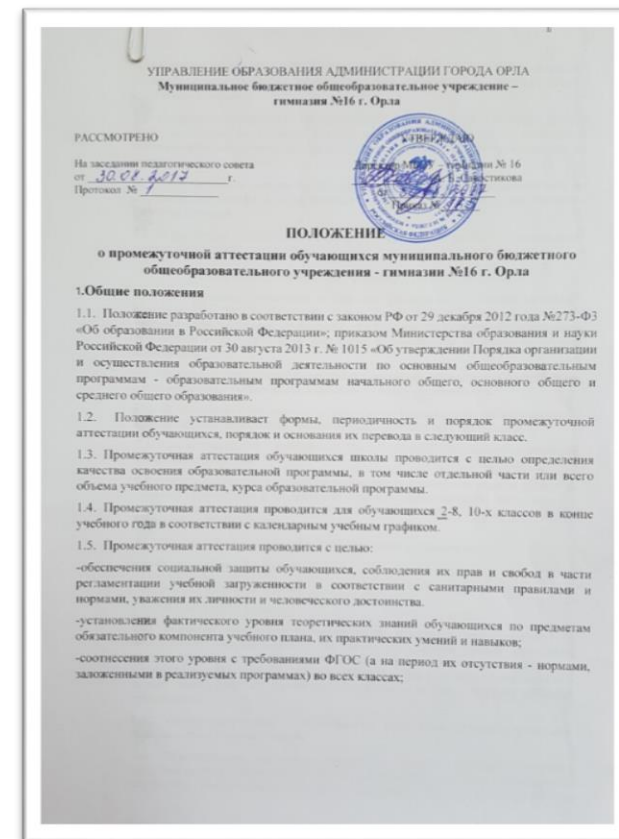 УПРАВЛЕНИЕ ОБРАЗОВАНИЯ АДМИНИСТРАЦИИ ГОРОДА ОРЛА
Муниципальное бюджетное общеобразовательное учреждение –
гимназия №16 г. Орла
РАССМОТРЕНО
УТВЕРЖДАЮ
На заседании педагогического совета
от 30.08.2017 г.
Протокол № 1
Директор гимназии № 16
Приказ №
ПОЛОЖЕНИЕ
о промежуточной аттестации обучающихся муниципального бюджетного
общеобразовательного учреждения - гимназии №16 г. Орла
1.Общие положения
1.1. Положение разработано в соответствии с законом РФ от 29 декабря 2012 года №273-ФЗ
«Об образовании в Российской Федерации»; приказом Министерства образования и науки
Российской Федерации от 30 августа 2013 г. № 1015 «Об утверждении Порядка организации
и осуществления образовательной деятельности по основным общеобразовательным
программам - образовательным программам начального общего, основного общего и
среднего общего образования».
1.2. Положение устанавливает формы, периодичность и порядок промежуточной
аттестации обучающихся, порядок и основания их перевода в следующий класс.
1.3. Промежуточная аттестация обучающихся школы проводится с целью определения
качества освоения образовательной программы, в том числе отдельной части или всего
объема учебного предмета, курса образовательной программы.
1.4. Промежуточная аттестация проводится для обучающихся 2-8, 10-х классов в конце
учебного года в соответствии с календарным учебным графиком.
1.5. Промежуточная аттестация проводится с целью:
-обеспечения социальной защиты обучающихся, соблюдения их прав и свобод в части
регламентации учебной загруженности в соответствии с санитарными правилами и
нормами, уважения их личности и человеческого достоинства.
-установления фактического уровня теоретических знаний обучающихся по предметам
обязательного компонента учебного плана, их практических умений и навыков;
-соотнесения этого уровня с требованиями ФГОС (а на период их отсутствия - нормами,
заложенными в реализуемых программах) во всех классах;